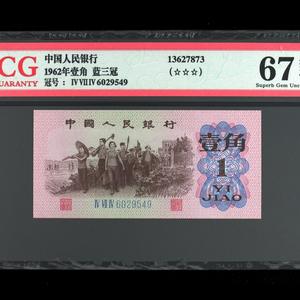 CG
GUARANTY
中国人民银行
1962年壹角 蓝三冠
冠号： IV VII IV 6029549
13627873
(☆☆☆)
67
Superb Gem Unc
中国人民银行
壹角
1
YI
JIAO
IV VII IV 6029549